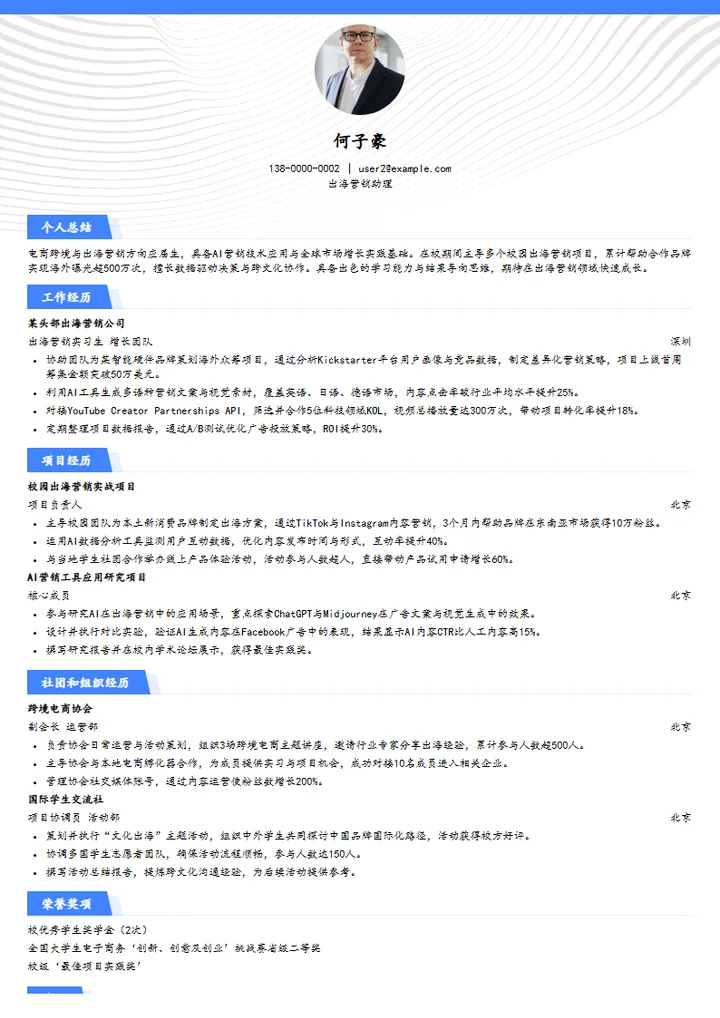 何子豪
138-0000-0002 | user2@example.com
出海营销助理
个人总结
电商跨境与出海营销方向应届生，具备AI营销技术应用与全球市场增长实践基础。在校期间主导多个校园出海营销项目，累计帮助合作品牌
实现海外曝光超500万次，擅长数据驱动决策与跨文化协作。具备出色的学习能力与结果导向思维，期待在出海营销领域快速成长。
工作经历
某头部出海营销公司
出海营销实习生 增长团队 深圳
• 协助团队为某智能硬件品牌策划海外众筹项目，通过分析Kickstarter平台用户画像与竞品数据，制定差异化营销策略，项目上线首周
筹集金额突破50万美元。
• 利用AI工具生成多语种营销文案与视觉素材，覆盖英语、日语、德语市场，内容点击率较行业平均水平提升25%。
• 对接YouTube Creator Partnerships API，筛选并合作5位科技领域KOL，视频总播放量达300万次，带动项目转化率提升18%。
• 定期整理项目数据报告，通过A/B测试优化广告投放策略，ROI提升30%。
项目经历
校园出海营销实战项目
项目负责人 北京
• 主导校园团队为本土新消费品牌制定出海方案，通过TikTok与Instagram内容营销，3个月内帮助品牌在东南亚市场获得10万粉丝。
• 运用AI数据分析工具监测用户互动数据，优化内容发布时间与形式，互动率提升40%。
• 与当地学生社团合作举办线上产品体验活动，活动参与人数超人，直接带动产品试用申请增长60%。
AI营销工具应用研究项目
核心成员 北京
• 参与研究AI在出海营销中的应用场景，重点探索ChatGPT与Midjourney在广告文案与视觉生成中的效果。
• 设计并执行对比实验，验证AI生成内容在Facebook广告中的表现，结果显示AI内容CTR比人工内容高15%。
• 撰写研究报告并在校内学术论坛展示，获得最佳实践奖。
社团和组织经历
跨境电商协会
副会长 运营部 北京
• 负责协会日常运营与活动策划，组织3场跨境电商主题讲座，邀请行业专家分享出海经验，累计参与人数超500人。
• 主导协会与本地电商孵化器合作，为成员提供实习与项目机会，成功对接10名成员进入相关企业。
• 管理协会社交媒体账号，通过内容运营使粉丝数增长200%。
国际学生交流社
项目协调员 活动部 北京
• 策划并执行“文化出海”主题活动，组织中外学生共同探讨中国品牌国际化路径，活动获得校方好评。
• 协调多国学生志愿者团队，确保活动流程顺畅，参与人数达150人。
• 撰写活动总结报告，提炼跨文化沟通经验，为后续活动提供参考。
荣誉奖项
校优秀学生奖学金（2次）
全国大学生电子商务‘创新、创意及创业’挑战赛省级二等奖
校级‘最佳项目实践奖’